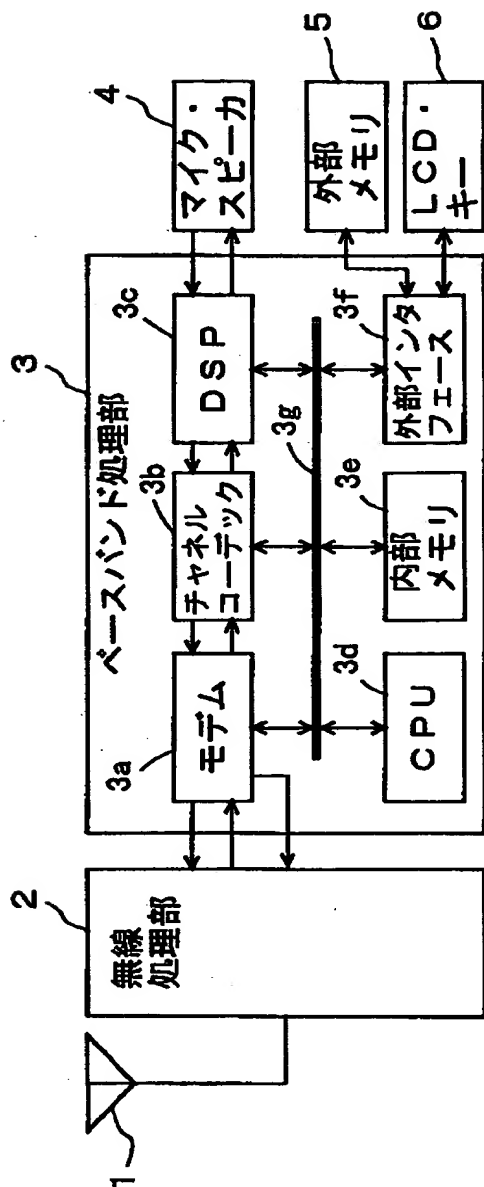 1
2
無線
処理部
3
ベースバンド処理部
3a
モデム
3b
チャネル
コーデック
3c
DSP
3g
3d
CPU
3e
内部
メモリ
3f
外部インタ
フェース
4
マイク・
スピーカ
5
外部
メモリ
6
LCD・
キー